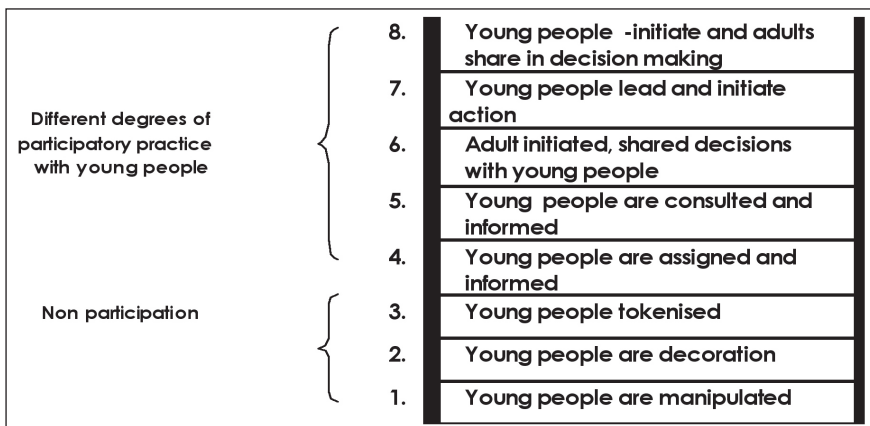 8. Young people -initiate and adults
share in decision making
7. Young people lead and initiate
action
Different degrees of
participatory practice
with young people
6. Adult initiated, shared decisions
with young people
5. Young people are consulted and
informed
4. Young people are assigned and
informed
Non participation
3. Young people tokenised
2. Young people are decoration
1. Young people are manipulated